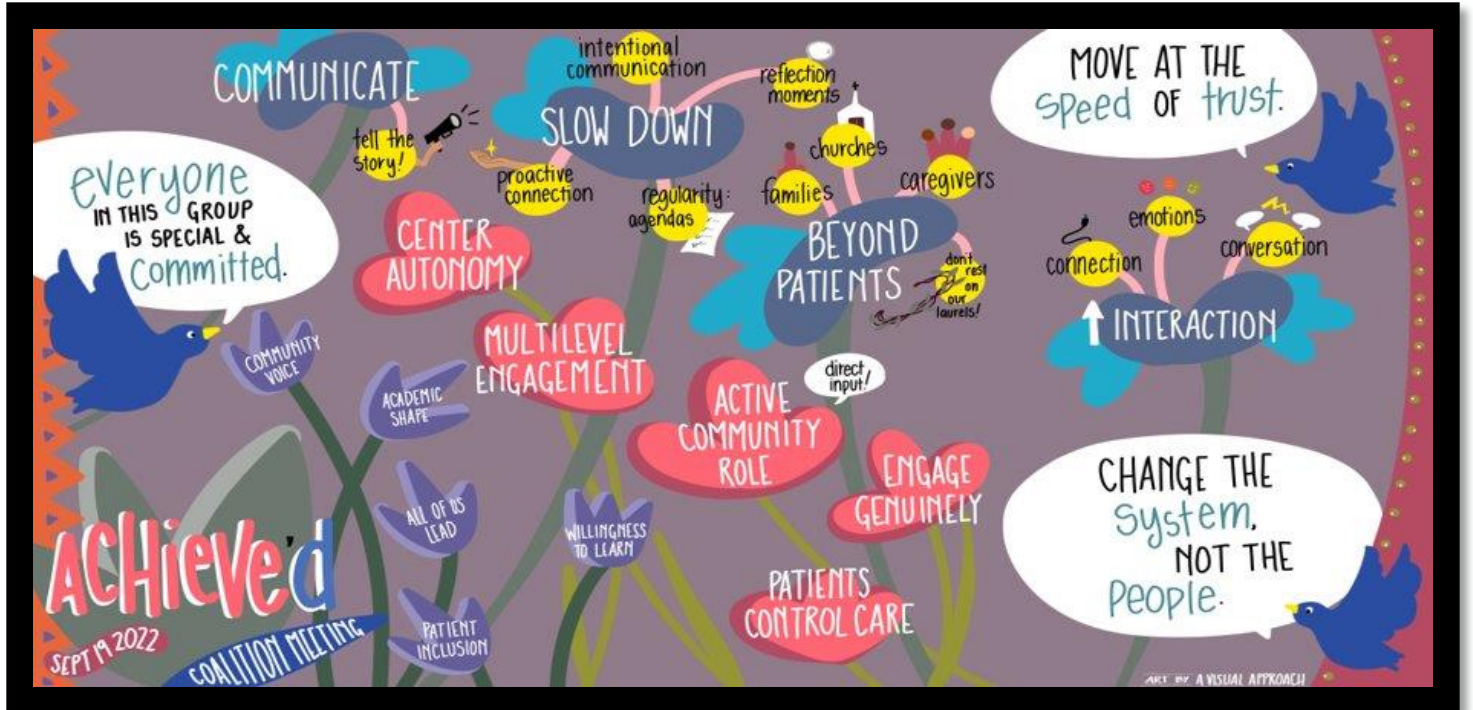 COMMUNICATE
tell the
story!
intentional
communication
reflection
moments
SLOW DOWN
proactive
connection
regularity:
agendas
churches
families
caregivers
BEYOND
PATIENTS
don't
rest
on
our
laurels!
MOVE AT THE
speed OF trust.
emotions
connection
conversation
INTERACTION
everyone
IN THIS GROUP
IS SPECIAL &
Committed.
CENTER
AUTONOMY
MULTILEVEL
ENGAGEMENT
direct
input!
ACTIVE
COMMUNITY
ROLE
ENGAGE
GENUINELY
PATIENTS
CONTROL CARE
COMMUNITY
VOICE
ACADEMIC
SHAPE
ALL OF US
LEAD
WILLINGNESS
TO LEARN
PATIENT
INCLUSION
CHANGE THE
system,
NOT THE
People.
ACHieve'd
SEPT 19 2022
COALITION MEETING
ART BY A VISUAL APPROACH